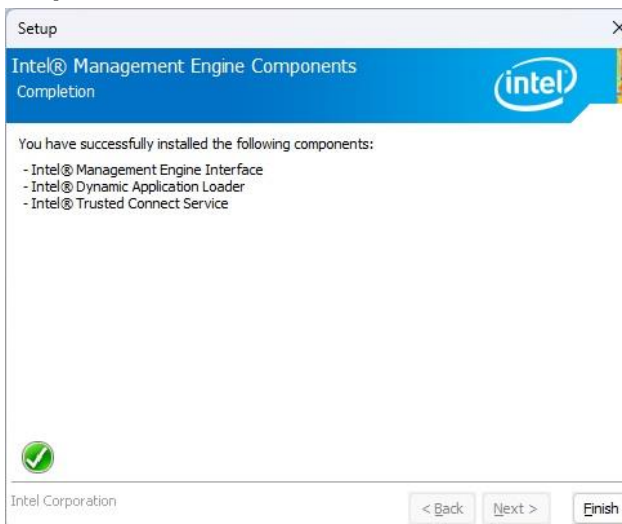 Setup
Intel® Management Engine Components
Completion
intel®
You have successfully installed the following components:
- Intel® Management Engine Interface
- Intel® Dynamic Application Loader
- Intel® Trusted Connect Service
Intel Corporation
< Back
Next >
Finish